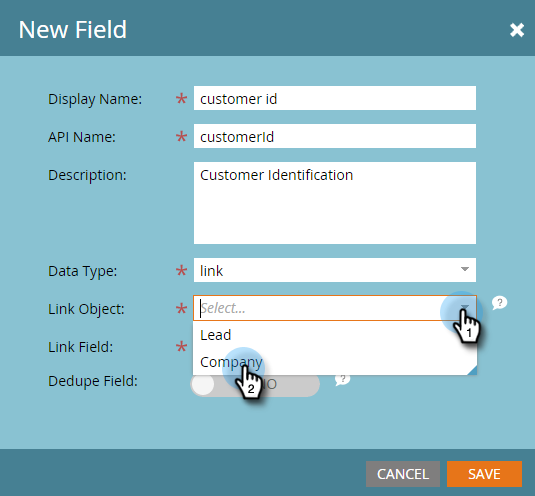 New Field
Display Name: * customer id
API Name: * customerId
Description: Customer Identification
Data Type: * link
Link Object: * Select... ?
1
Lead
Link Field: *
Company
2
Dedupe Field: NO ?
CANCEL SAVE